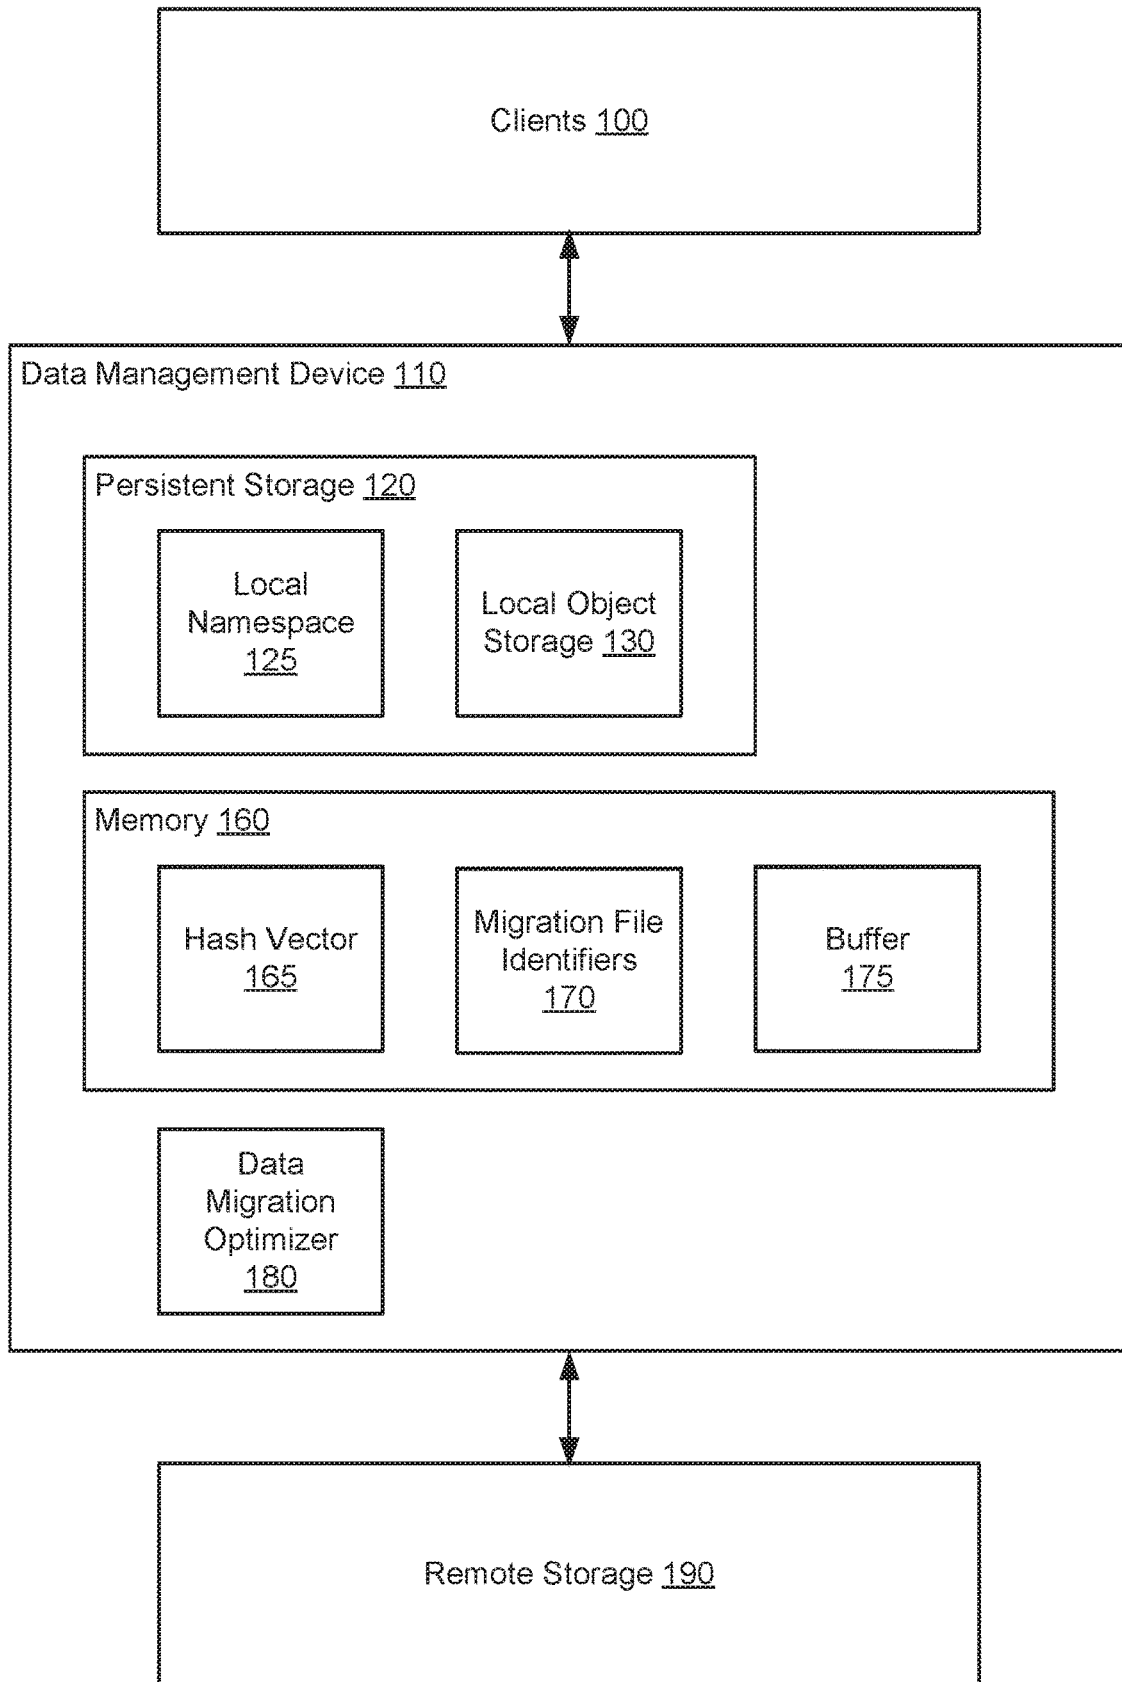 Clients 100
Data Management Device 110
Persistent Storage 120
Local
Namespace
125
Local Object
Storage 130
Memory 160
Hash Vector
165
Migration File
Identifiers
170
Buffer
175
Data
Migration
Optimizer
180
Remote Storage 190